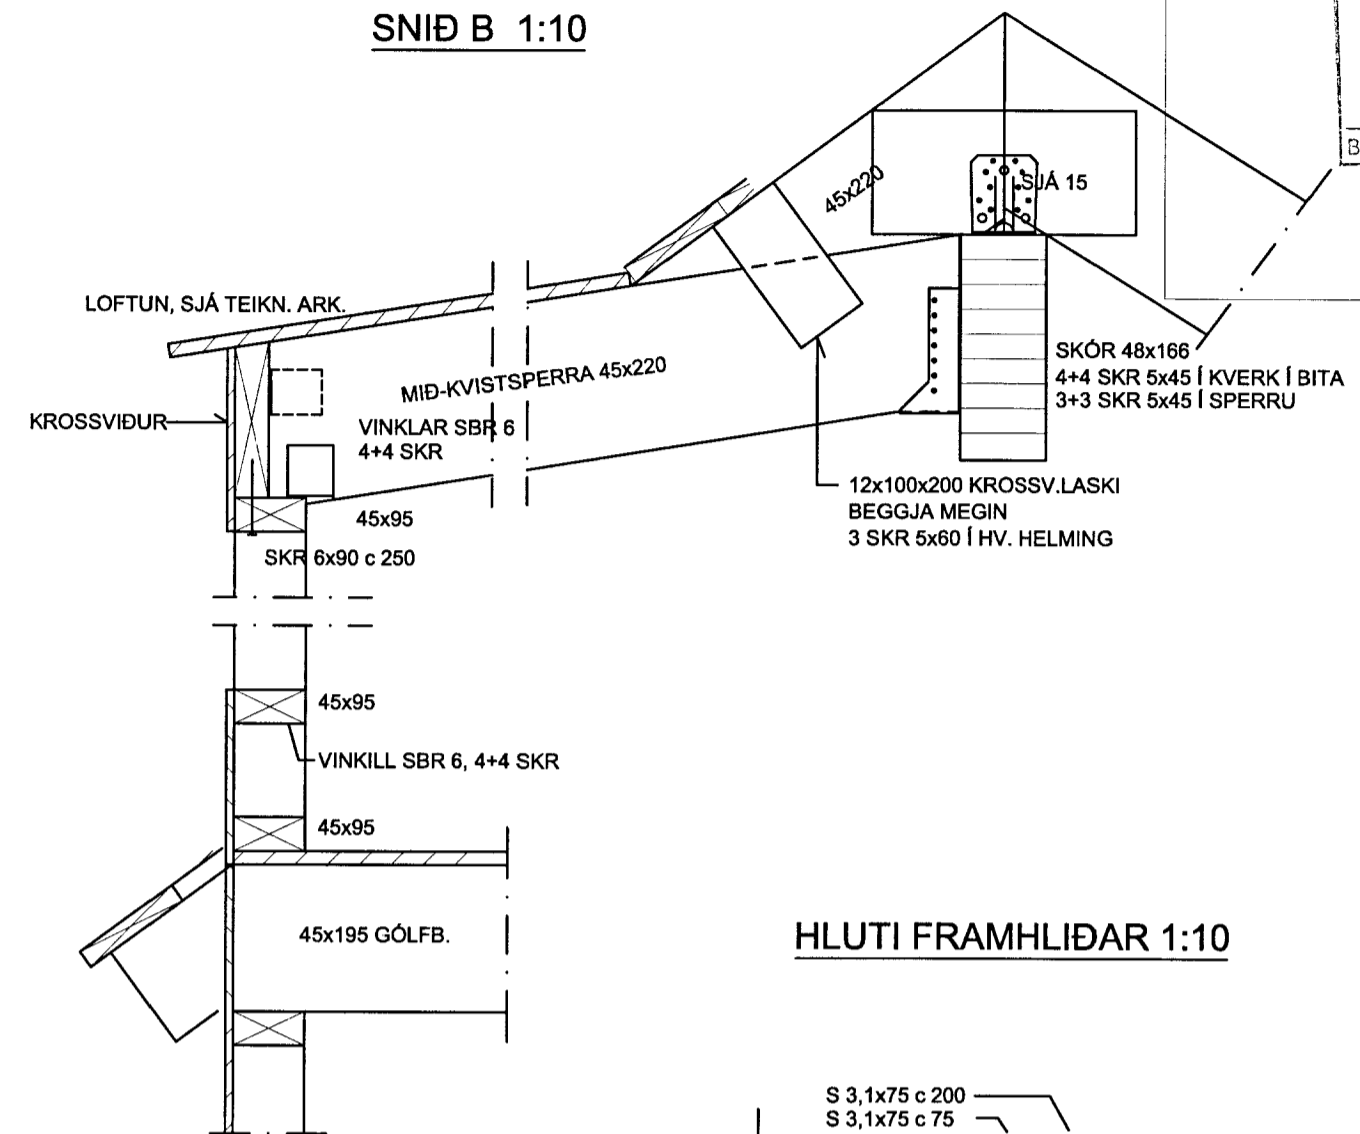 SNIÐ B 1:10
B
45x220
SJÁ 15
LOFTUN, SJÁ TEIKN. ARK.
MIÐ-KVISTSPERRA 45x220
SKÓR 48x166
4+4 SKR 5x45 Í KVERK Í BITA
3+3 SKR 5x45 Í SPERRU
KROSSVIÐUR
VINKLAR SBR 6
4+4 SKR
12x100x200 KROSSV.LASKI
BEGGJA MEGIN
3 SKR 5x60 Í HV. HELMING
45x95
SKR 6x90 c 250
45x95
VINKILL SBR 6, 4+4 SKR
45x95
45x195 GÓLFB.
HLUTI FRAMHLIÐAR 1:10
S 3,1x75 c 200
S 3,1x75 c 75